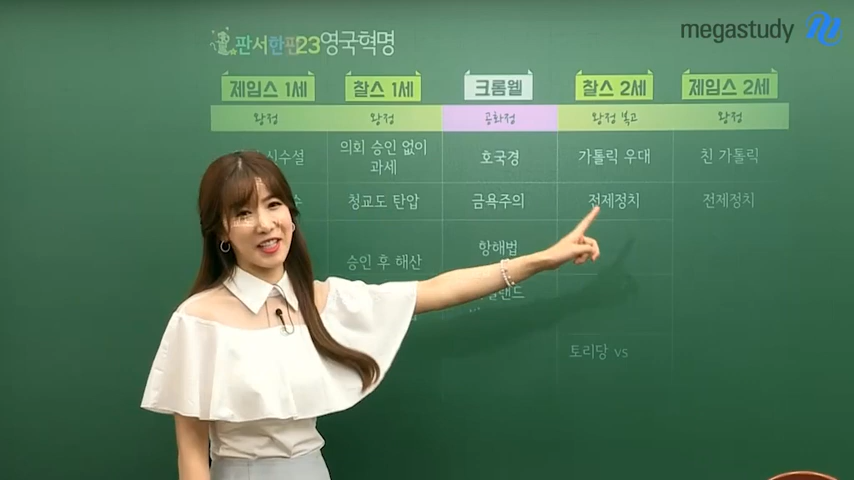 megastudy
판서한판23 영국혁명
제임스 1세 찰스 1세 크롬웰 찰스 2세 제임스 2세
왕정 왕정 공화정 왕정 복고 왕정
의회 승인 없이 과세 호국경 가톨릭 우대 친 가톨릭
청교도 탄압 금욕주의 전제정치 전제정치
승인 후 해산 항해법
...
토리당 vs